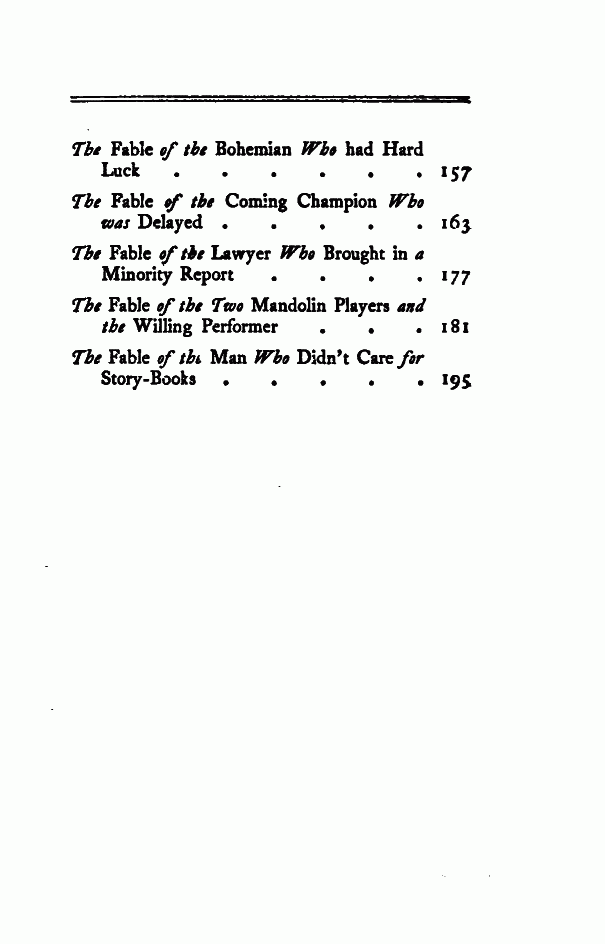 The Fable of the Bohemian Who had Hard
Luck . . . . . . 157
The Fable of the Coming Champion Who
was Delayed . . . . . 163
The Fable of the Lawyer Who Brought in a
Minority Report . . . . 177
The Fable of the Two Mandolin Players and
the Willing Performer . . . 181
The Fable of the Man Who Didn't Care for
Story-Books . . . . . 195